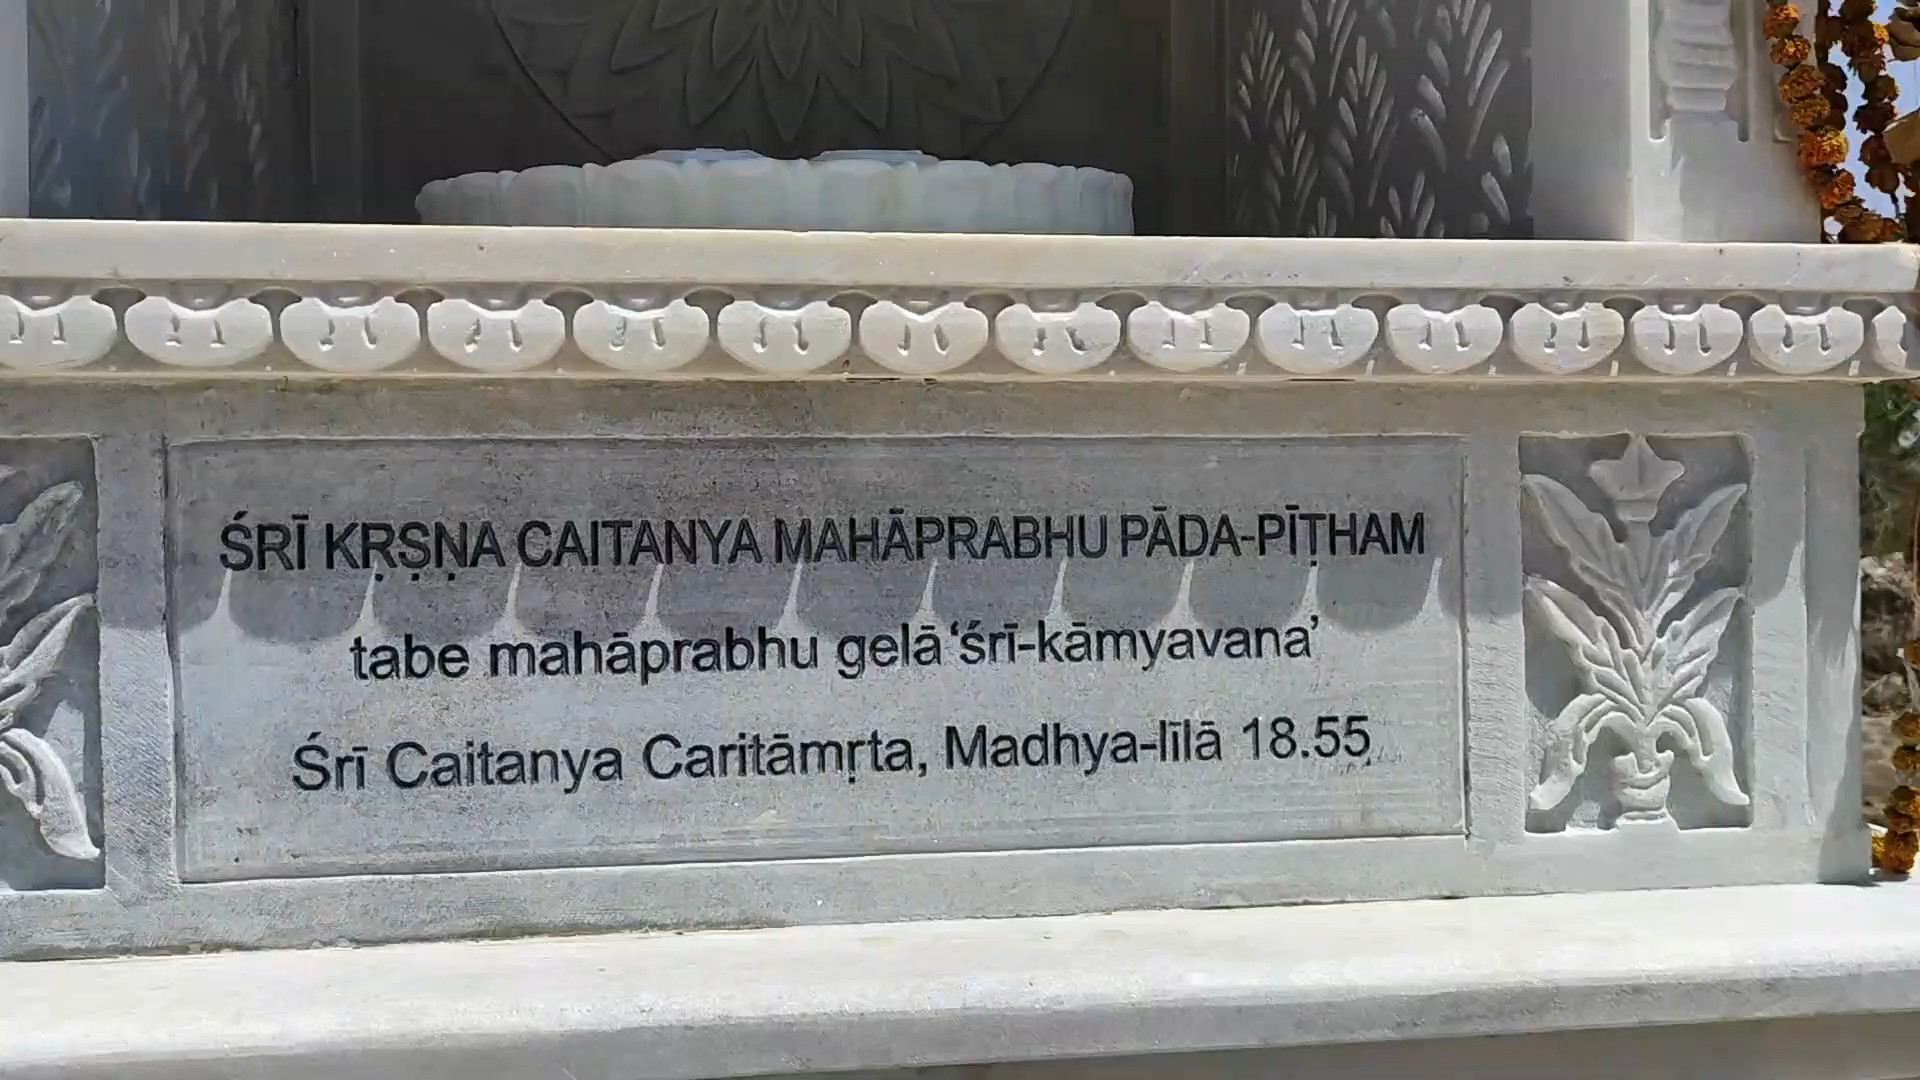 ŚRĪ KṚṢṆA CAITANYA MAHĀPRABHU PĀDA-PĪṬHAM
tabe mahāprabhu gelā ‘śrī-kāmyavana’
Śrī Caitanya Caritāmṛta, Madhya-līlā 18.55